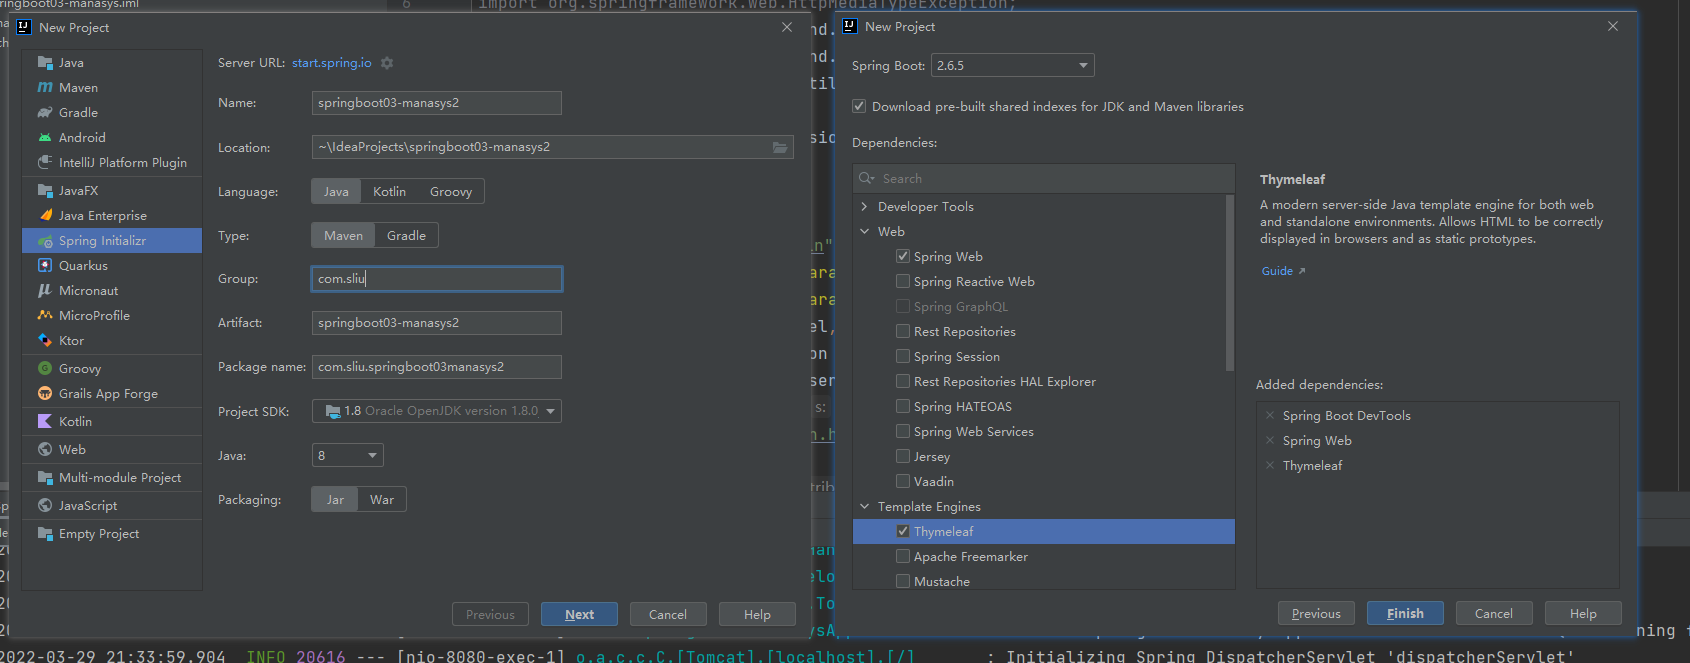 ringboot03-manasys.iml
6 import org.springframework.web.HttpMediaTypeException;
New Project
Java
Maven
Gradle
Android
IntelliJ Platform Plugin
JavaFX
Java Enterprise
Spring Initializr
Quarkus
Micronaut
MicroProfile
Ktor
Groovy
Grails App Forge
Kotlin
Web
Multi-module Project
JavaScript
Empty Project
Server URL: start.spring.io
Name: springboot03-manasys2
Location: ~\IdeaProjects\springboot03-manasys2
Language: Java Kotlin Groovy
Type: Maven Gradle
Group: com.sliu
Artifact: springboot03-manasys2
Package name: com.sliu.springboot03manasys2
Project SDK: 1.8 Oracle OpenJDK version 1.8.0
Java: 8
Packaging: Jar War
Previous Next Cancel Help
New Project
Spring Boot: 2.6.5
Download pre-built shared indexes for JDK and Maven libraries
Dependencies:
Search
Developer Tools
Web
Spring Web
Spring Reactive Web
Spring GraphQL
Rest Repositories
Spring Session
Rest Repositories HAL Explorer
Spring HATEOAS
Spring Web Services
Jersey
Vaadin
Template Engines
Thymeleaf
Apache Freemarker
Mustache
Thymeleaf
A modern server-side Java template engine for both web
and standalone environments. Allows HTML to be correctly
displayed in browsers and as static prototypes.
Guide
Added dependencies:
Spring Boot DevTools
Spring Web
Thymeleaf
Previous Finish Cancel Help
2022-03-29 21:33:59.904 INFO 20616 --- [nio-8080-exec-1] o.a.c.c.C.[Tomcat].[localhost].[/] : Initializing Spring DispatcherServlet 'dispatcherServlet'